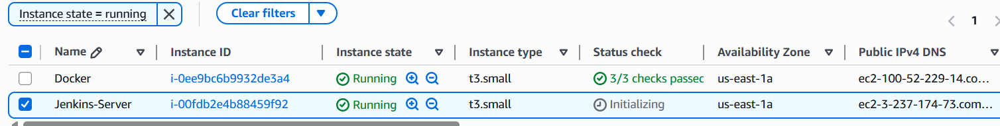 Instance state = running
Clear filters
1
Name Instance ID Instance state Instance type Status check Availability Zone Public IPv4 DNS
Docker i-0ee9bc6b9932de3a4 Running t3.small 3/3 checks passed us-east-1a ec2-100-52-229-14.co...
Jenkins-Server i-00fdb2e4b88459f92 Running t3.small Initializing us-east-1a ec2-3-237-174-73.com...